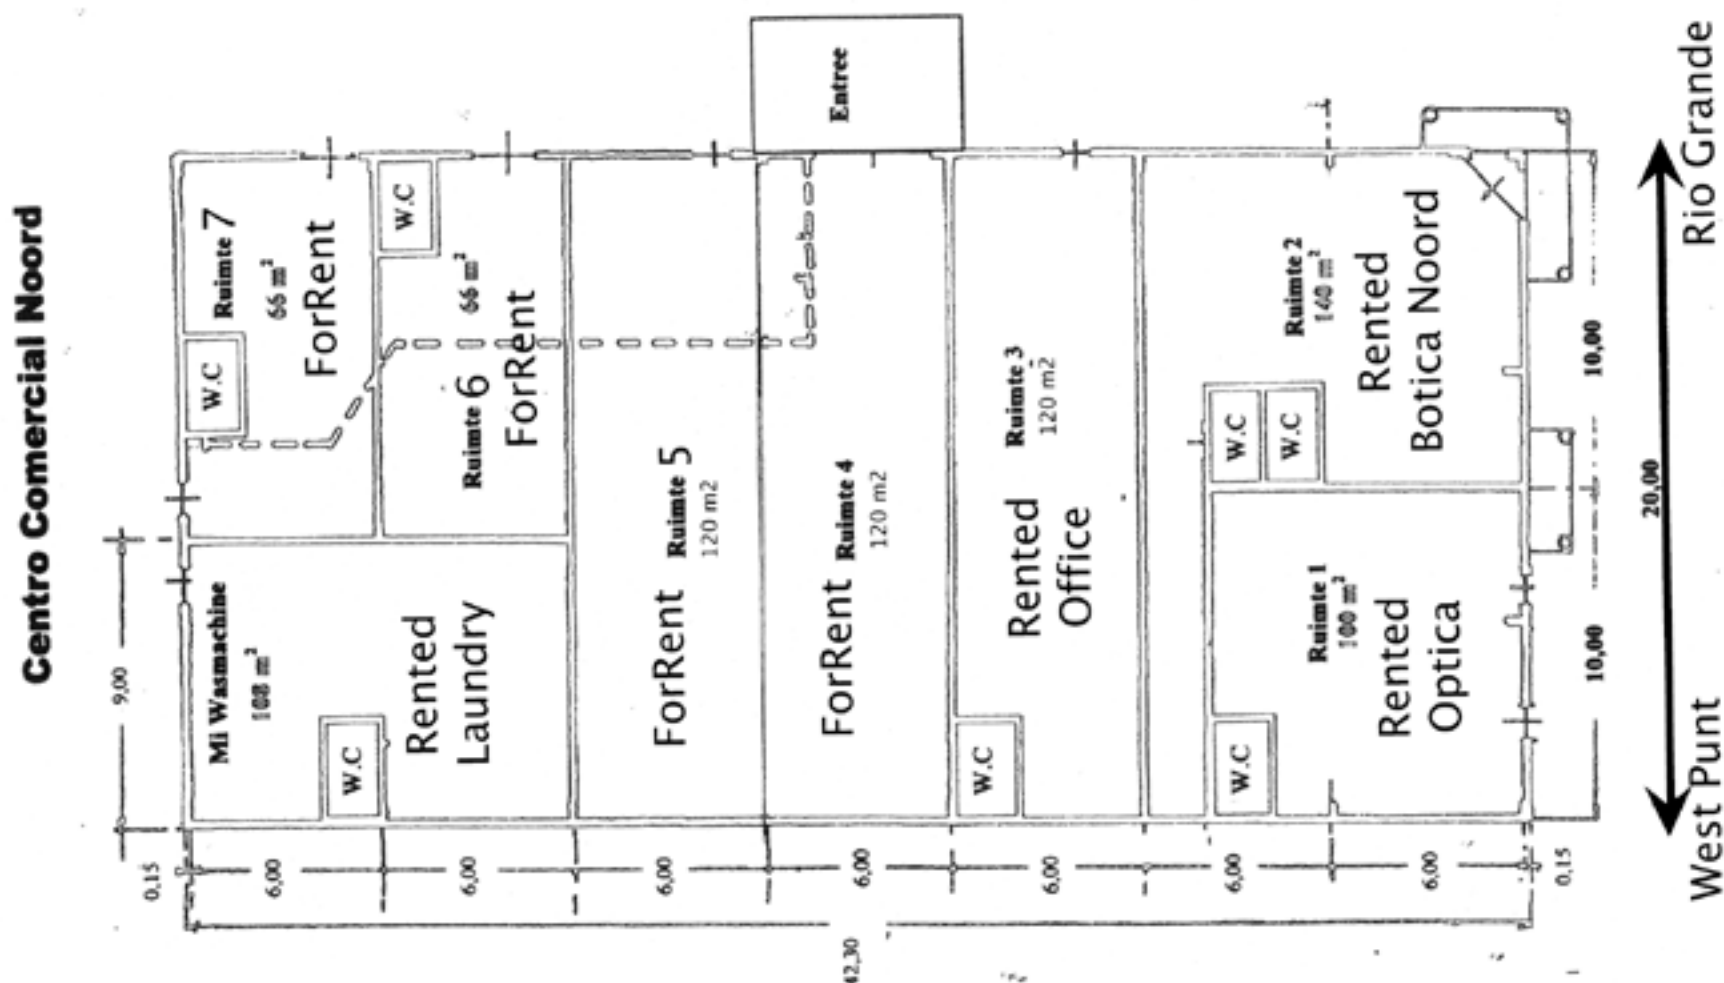 Centro Comercial Noord
Entree
Ruimte 7
66 m²
ForRent
W.C
W.C
Ruimte 6
66 m²
ForRent
Mi Wasmachine
108 m²
Rented
Laundry
W.C
Ruimte 5
120 m2
ForRent
Ruimte 4
120 m2
ForRent
Ruimte 3
120 m2
Rented
Office
W.C
Ruimte 2
140 m²
Rented
Botica Noord
W.C
W.C
Ruimte 1
100 m²
Rented
Optica
W.C
9,00
0,15
6,00
6,00
6,00
6,00
6,00
6,00
6,00
0,15
42,30
10,00
10,00
20,00
West Punt
Rio Grande